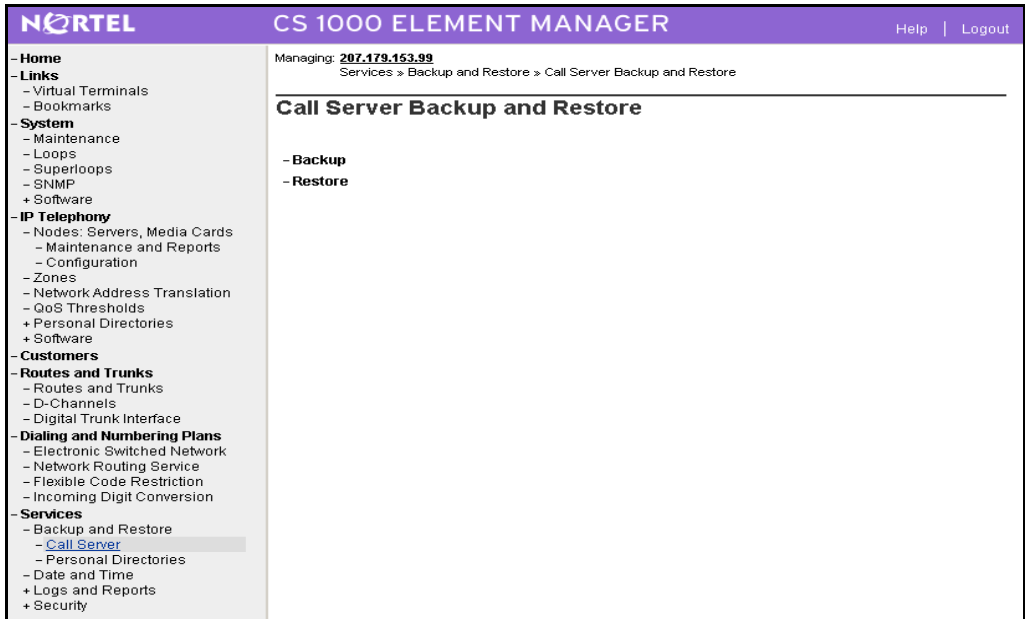 NORTEL
CS 1000 ELEMENT MANAGER
Help | Logout
- Home
- Links
- Virtual Terminals
- Bookmarks
- System
- Maintenance
- Loops
- Superloops
- SNMP
+ Software
- IP Telephony
- Nodes: Servers, Media Cards
- Maintenance and Reports
- Configuration
- Zones
- Network Address Translation
- QoS Thresholds
+ Personal Directories
+ Software
- Customers
- Routes and Trunks
- Routes and Trunks
- D-Channels
- Digital Trunk Interface
- Dialing and Numbering Plans
- Electronic Switched Network
- Network Routing Service
- Flexible Code Restriction
- Incoming Digit Conversion
- Services
- Backup and Restore
- Call Server
- Personal Directories
- Date and Time
+ Logs and Reports
+ Security
Managing: 207.179.153.99
Services » Backup and Restore » Call Server Backup and Restore
Call Server Backup and Restore
- Backup
- Restore